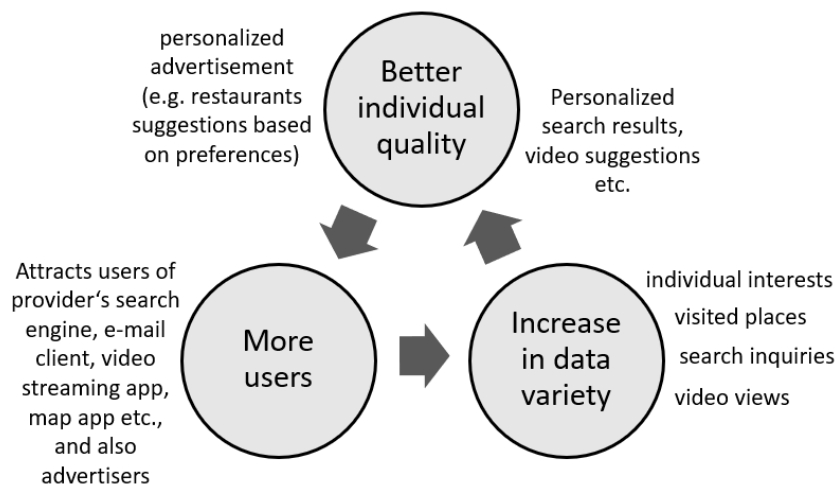 personalized
advertisement
(e.g. restaurants
suggestions based
on preferences)
Better
individual
quality
Personalized
search results,
video suggestions
etc.
Attracts users of
provider‘s search
engine, e-mail
client, video
streaming app,
map app etc.,
and also
advertisers
More
users
Increase
in data
variety
individual interests
visited places
search inquiries
video views